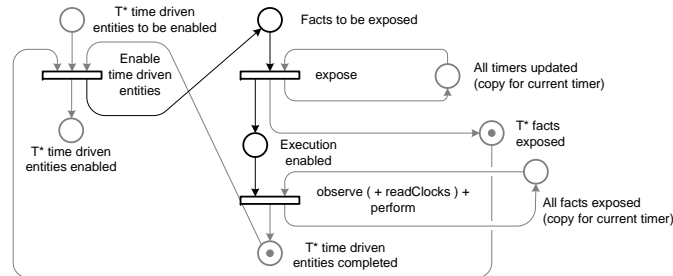 T* time driven
entities to be enabled
Facts to be exposed
Enable
time driven
entities
expose
All timers updated
(copy for current timer)
T* time driven
entities enabled
Execution
enabled
T* facts
exposed
observe ( + readClocks ) +
perform
All facts exposed
(copy for current timer)
T* time driven
entities completed